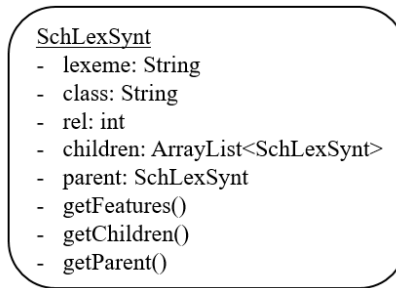 SchLexSynt
- lexeme: String
- class: String
- rel: int
- children: ArrayList<SchLexSynt>
- parent: SchLexSynt
- getFeatures()
- getChildren()
- getParent()